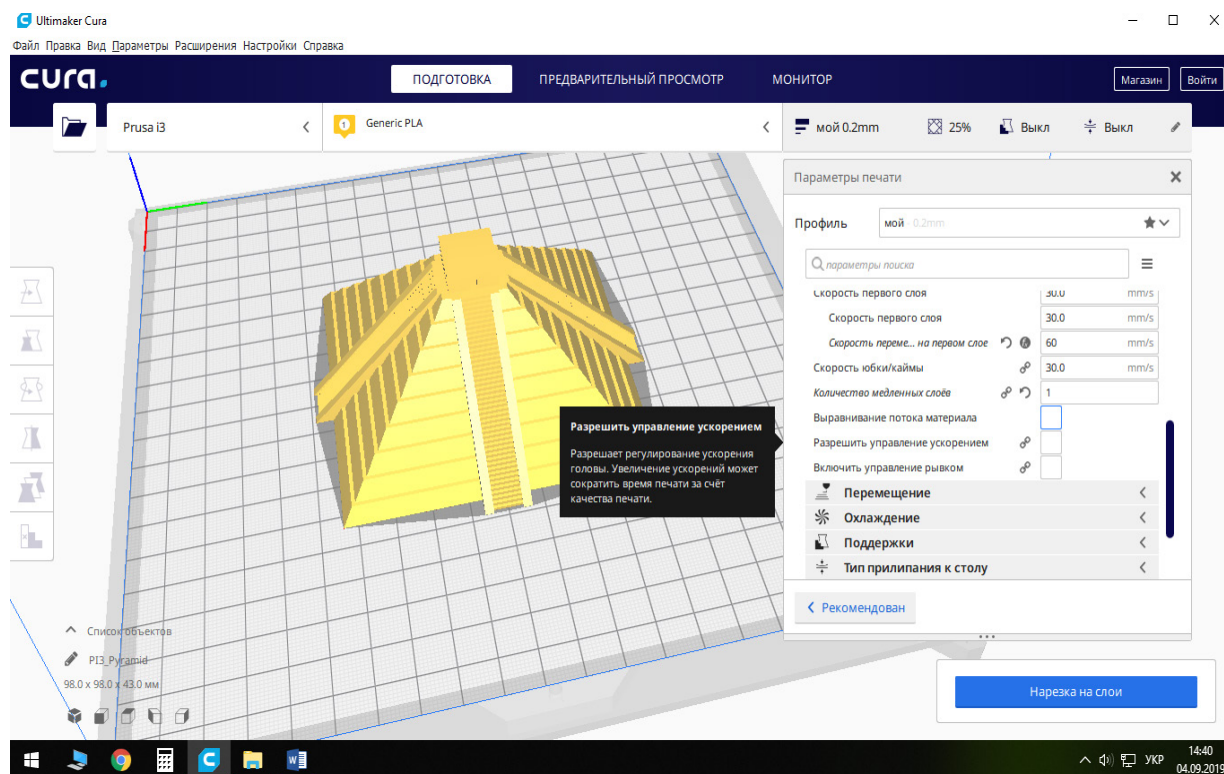 Ultimaker Cura
Файл Правка Вид Параметры Расширения Настройки Справка
cura.
ПОДГОТОВКА
ПРЕДВАРИТЕЛЬНЫЙ ПРОСМОТР
МОНИТОР
Магазин
Войти
Prusa i3
1
Generic PLA
мой 0.2mm
25%
Выкл
Выкл
Параметры печати
Профиль
мой 0.2mm
параметры поиска
Скорость первого слоя 30.0 mm/s
Скорость первого слоя 30.0 mm/s
Скорость переме... на первом слое 60 mm/s
Скорость юбки/каймы 30.0 mm/s
Количество медленных слоёв 1
Выравнивание потока материала
Разрешить управление ускорением
Включить управление рывком
Перемещение
Охлаждение
Поддержки
Тип прилипания к столу
Рекомендован
Разрешить управление ускорением
Разрешает регулирование ускорения
головы. Увеличение ускорений может
сократить время печати за счёт
качества печати.
Список объектов
PI3_Pyramid
98.0 x 98.0 x 43.0 мм
Нарезка на слои
W
УКР
14:40
04.09.2019